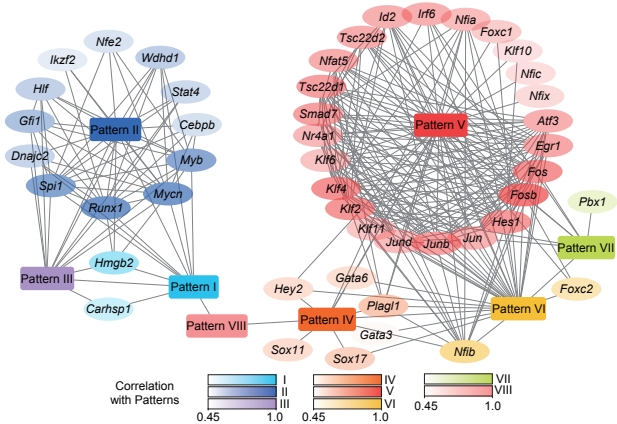 Id2
Irf6
Nfia
Foxc1
Nfe2
Tsc22d2
Ikzf2
Wdhd1
Klf10
Nfat5
Nfic
Hlf
Stat4
Tsc22d1
Nfix
Gfi1
Pattern II
Cebpb
Smad7
Pattern V
Atf3
Nr4a1
Egr1
Dnajc2
Myb
Klf6
Fos
Spi1
Mycn
Klf4
Fosb
Pbx1
Runx1
Klf2
Hes1
Klf11
Jund
Junb
Jun
Pattern VII
Hmgb2
Pattern III
Pattern I
Hey2
Gata6
Foxc2
Carhsp1
Plagl1
Pattern VI
Pattern VIII
Pattern IV
Gata3
Sox11
Sox17
Nfib
Correlation
with Patterns
I
II
III
0.45 1.0
IV
V
VI
0.45 1.0
VII
VIII
0.45 1.0